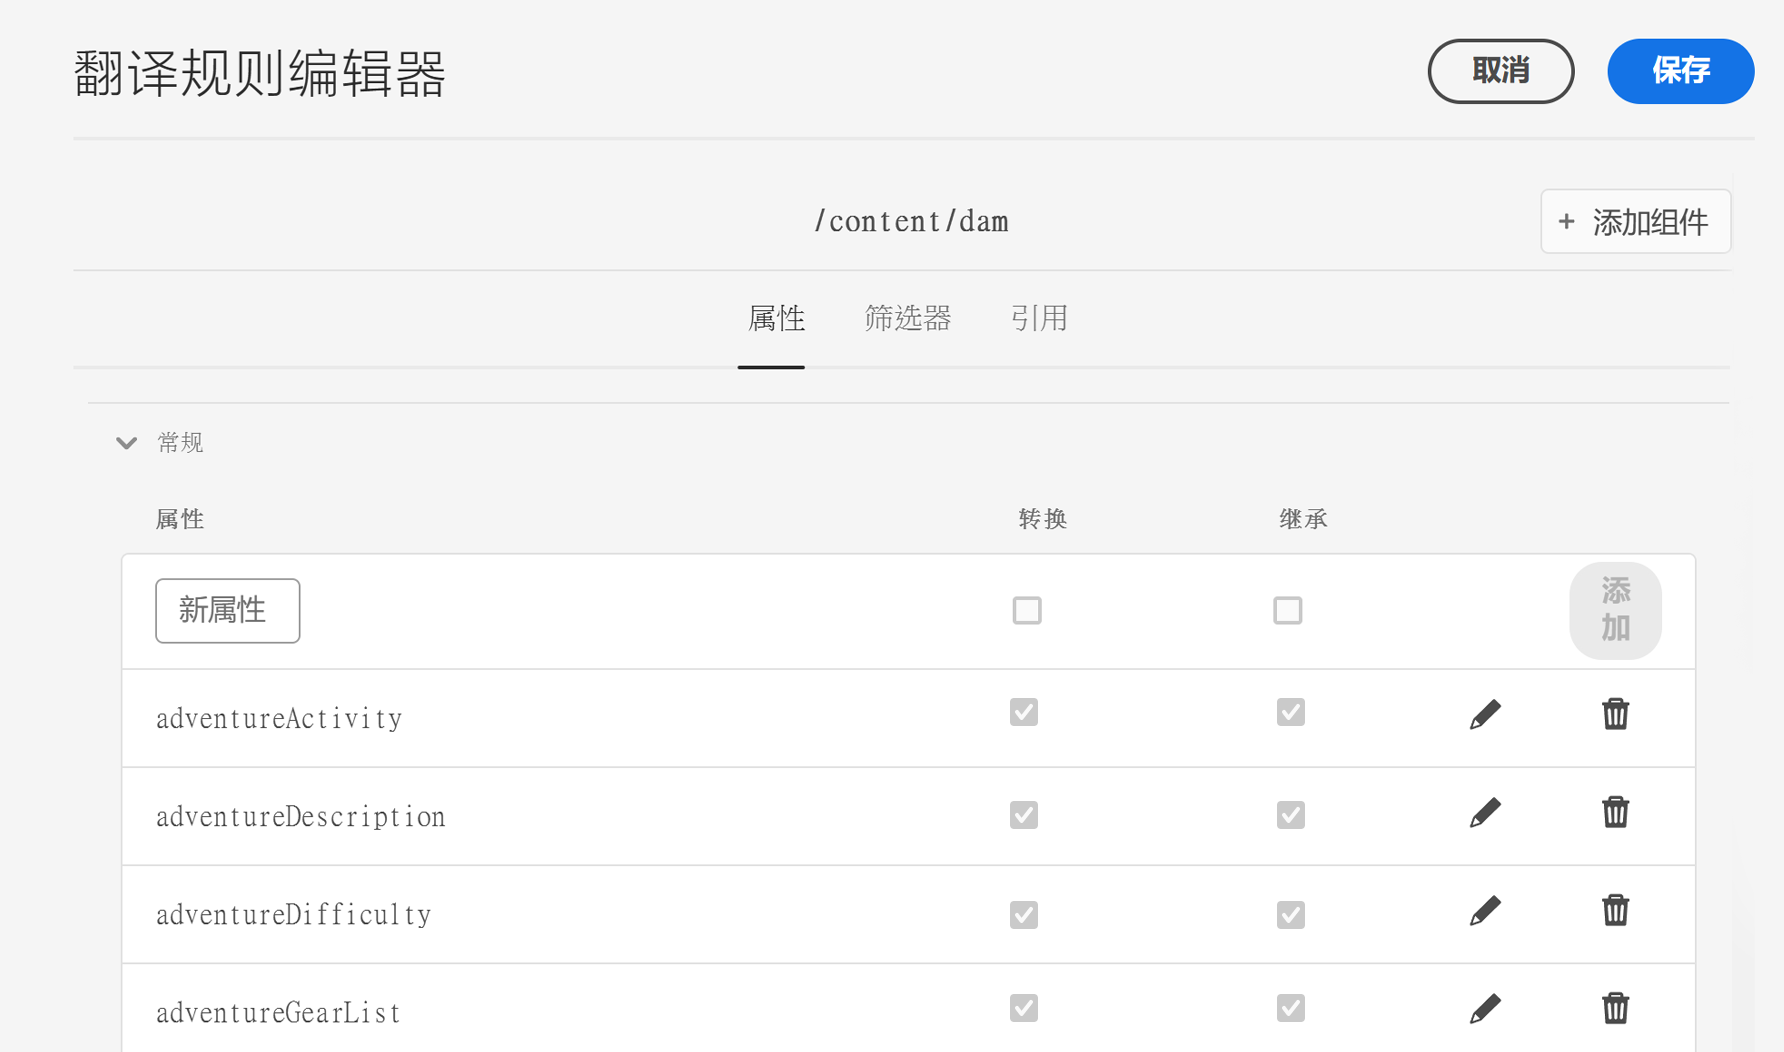 翻译规则编辑器
取消
保存
/content/dam
+ 添加组件
属性 筛选器 引用
常规
属性 转换 继承
新属性
添
加
adventureActivity
adventureDescription
adventureDifficulty
adventureGearList